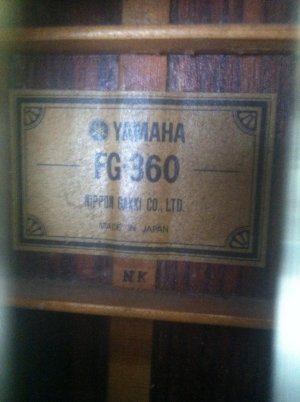 YAMAHA
FG-360
NIPPON GAKKI CO., LTD.
MADE IN JAPAN
NK